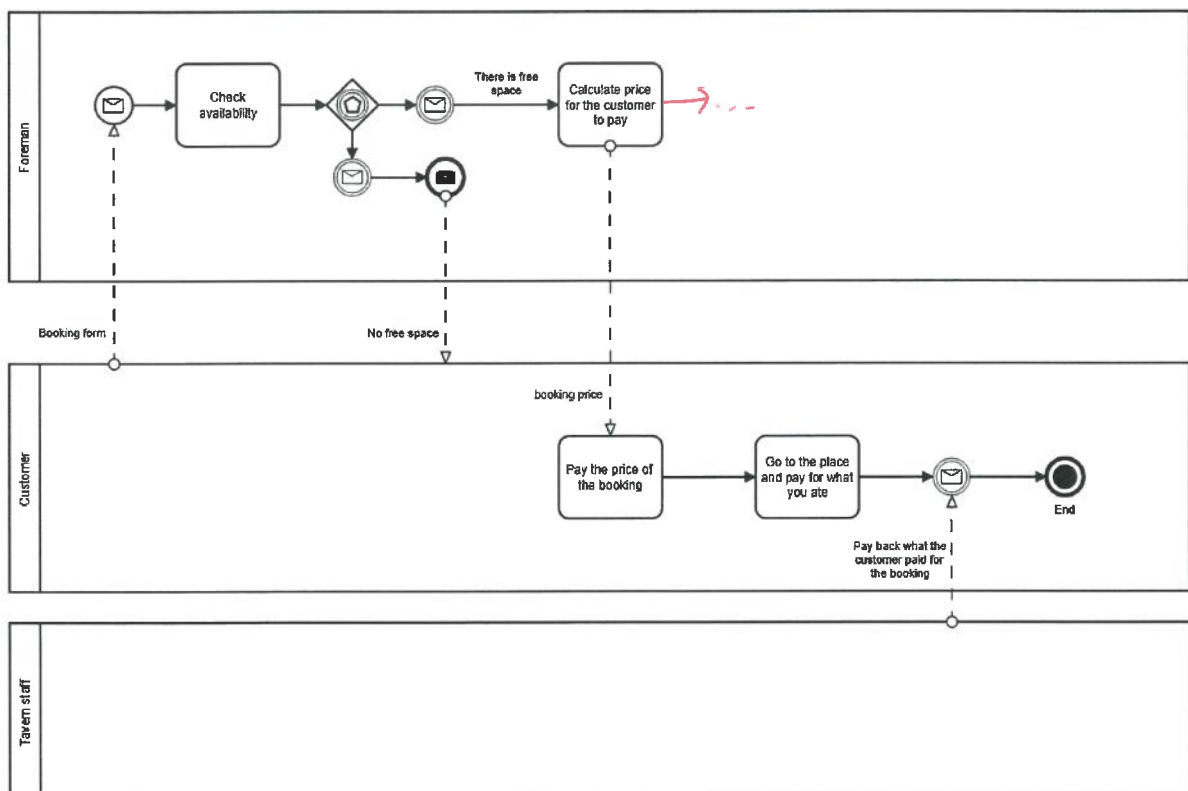 Foreman
Check
availability
There is free
space
Calculate price
for the customer
to pay
Booking form
No free space
booking price
Customer
Pay the price of
the booking
Go to the place
and pay for what
you ate
End
Pay back what the
customer paid for
the booking
Tavern staff